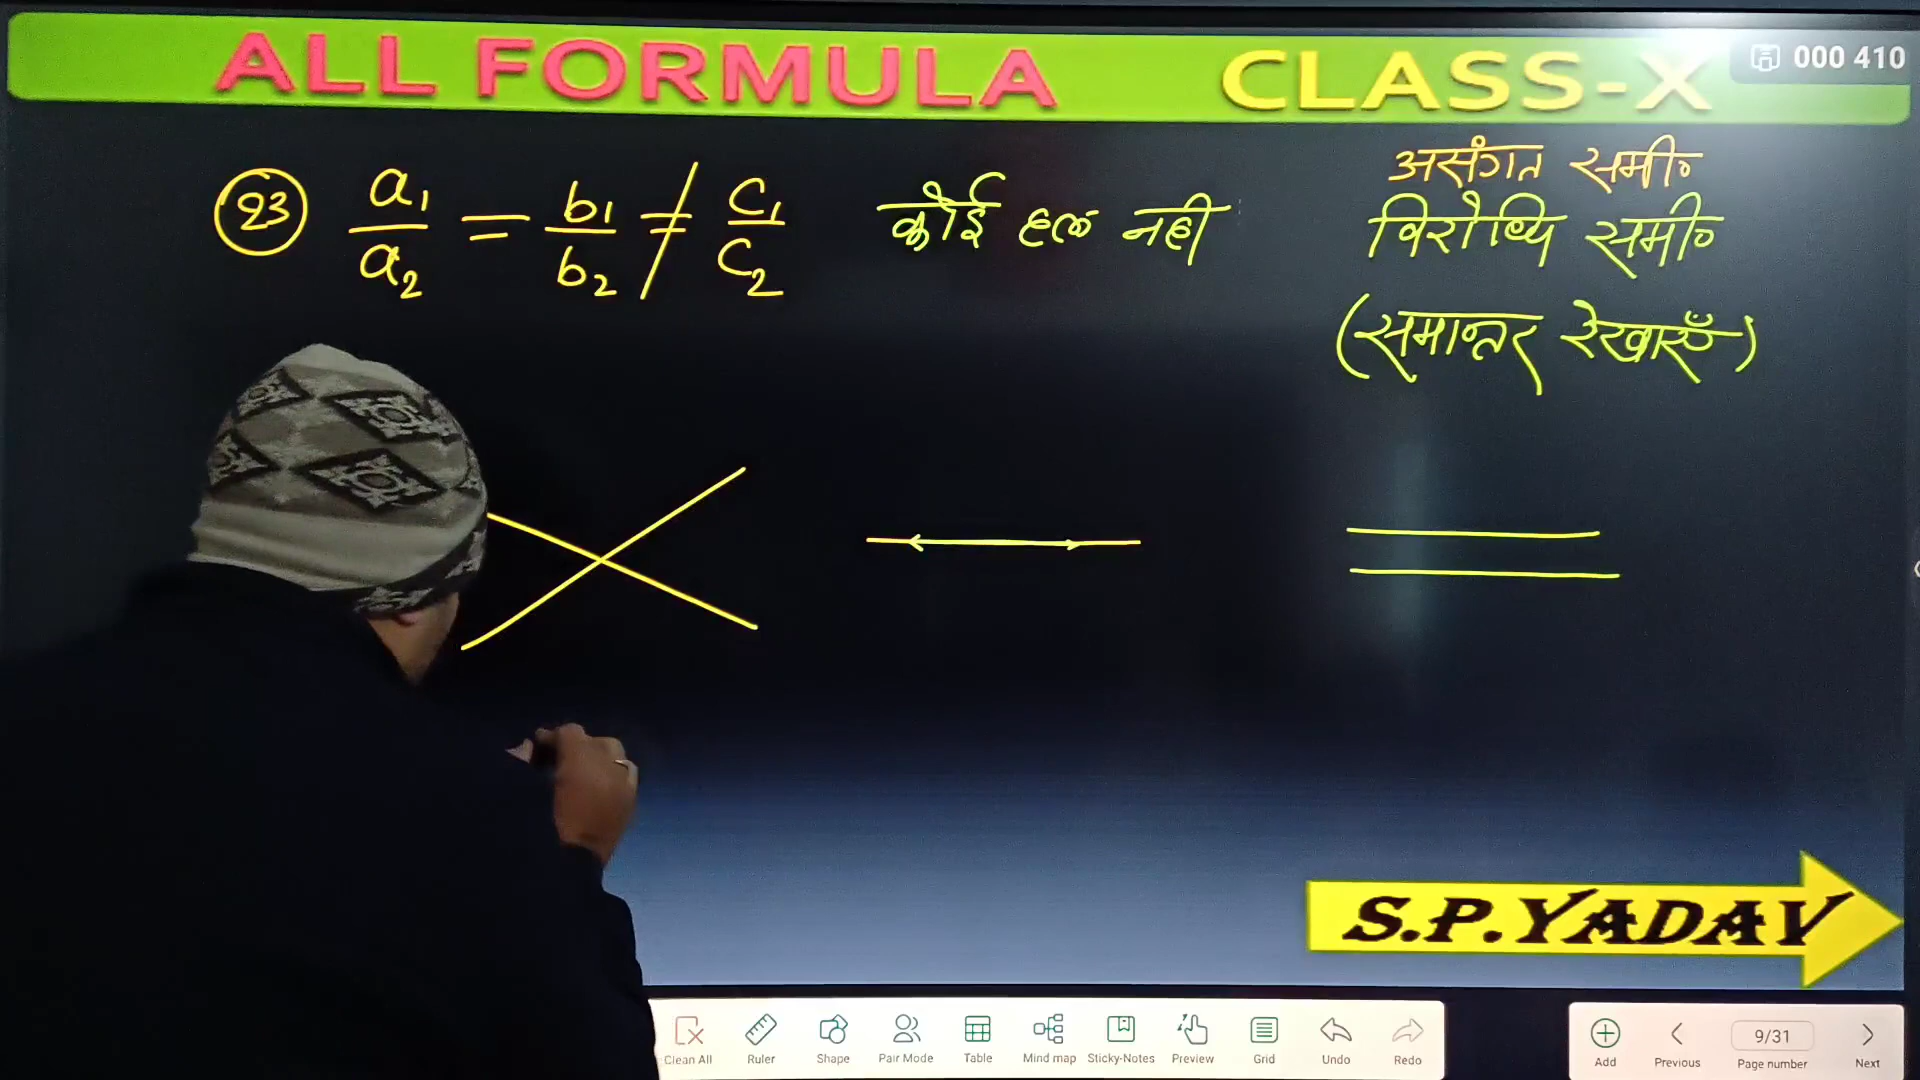 ALL FORMULA CLASS-X
000 410
असंगत समी०
(23) a₁/a₂ = b₁/b₂ ≠ c₁/c₂ कोई हल नही विरोधि समी०
(समान्तर रेखाएँ)
S.P.YADAV
Clean All Ruler Shape Pair Mode Table Mind map Sticky-Notes Preview Grid Undo Redo
Add Previous 9/31 Page number Next